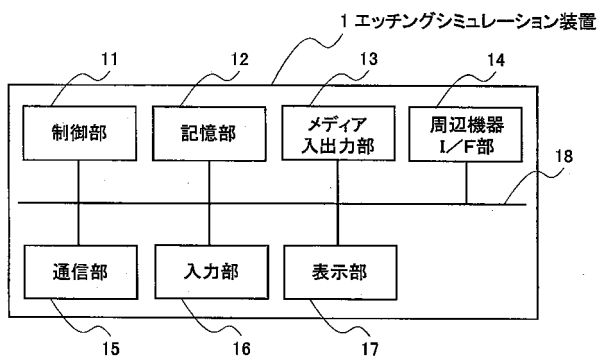 1 エッチングシミュレーション装置
11
12
13
14
制御部
記憶部
メディア
入出力部
周辺機器
I/F部
18
通信部
入力部
表示部
15
16
17